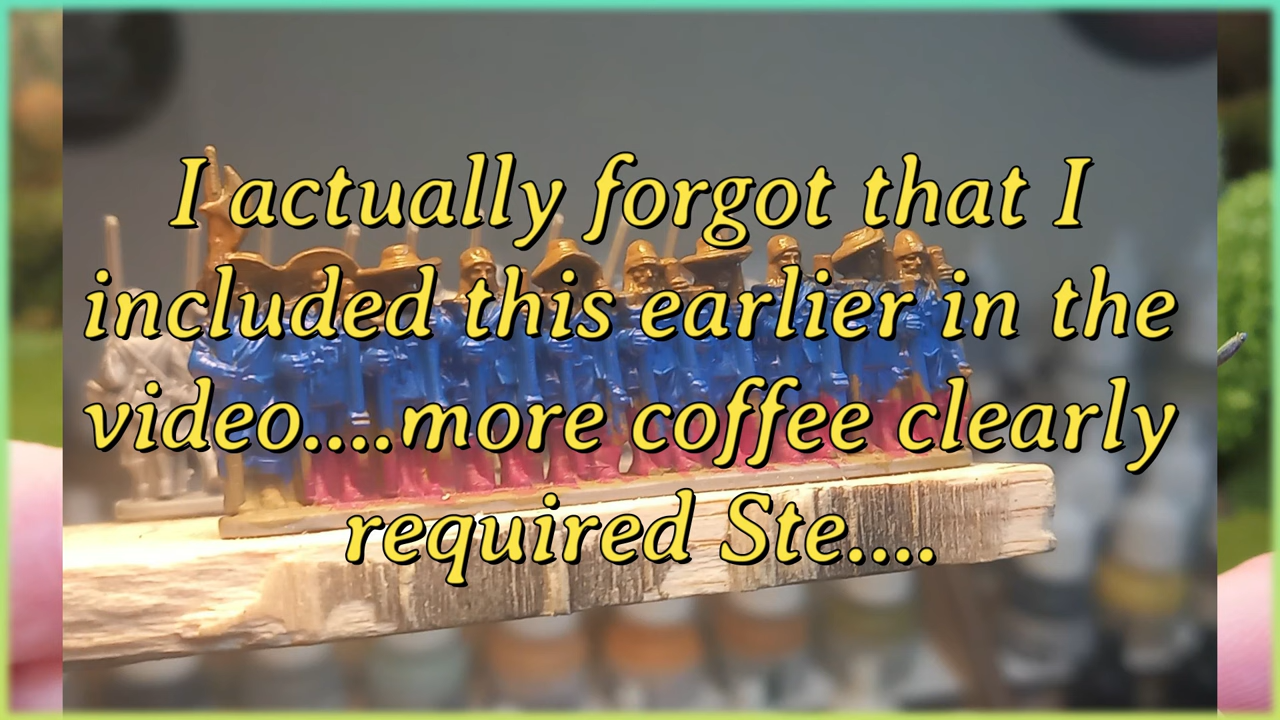 I actually forgot that I
included this earlier in the
video....more coffee clearly
required Ste....